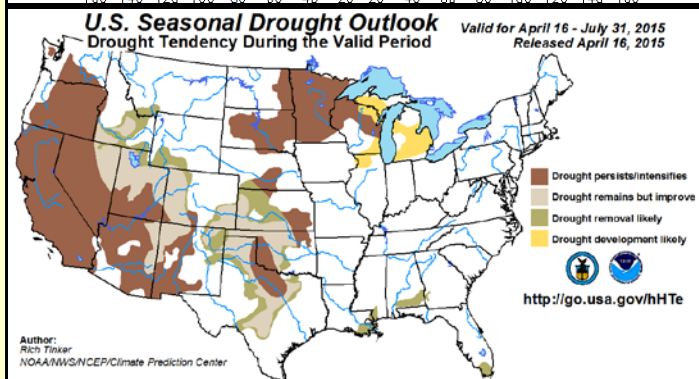 U.S. Seasonal Drought Outlook
Drought Tendency During the Valid Period
Valid for April 16 - July 31, 2015
Released April 16, 2015
Drought persists/intensifies
Drought remains but improve
Drought removal likely
Drought development likely
http://go.usa.gov/hHTe
Author:
Rich Tinker
NOAA/NWS/NCEP/Climate Prediction Center